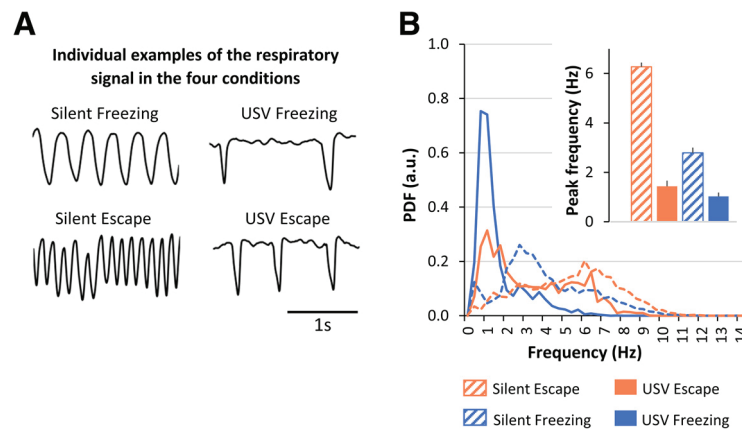 A
Individual examples of the respiratory
signal in the four conditions
Silent Freezing
USV Freezing
Silent Escape
USV Escape
1s
B
PDF (a.u.)
1.0
0.8
0.6
0.4
0.2
0.0
0 1 2 3 4 5 6 7 8 9 10 11 12 13 14
Frequency (Hz)
Peak frequency (Hz)
6
4
2
0
Silent Escape
USV Escape
Silent Freezing
USV Freezing